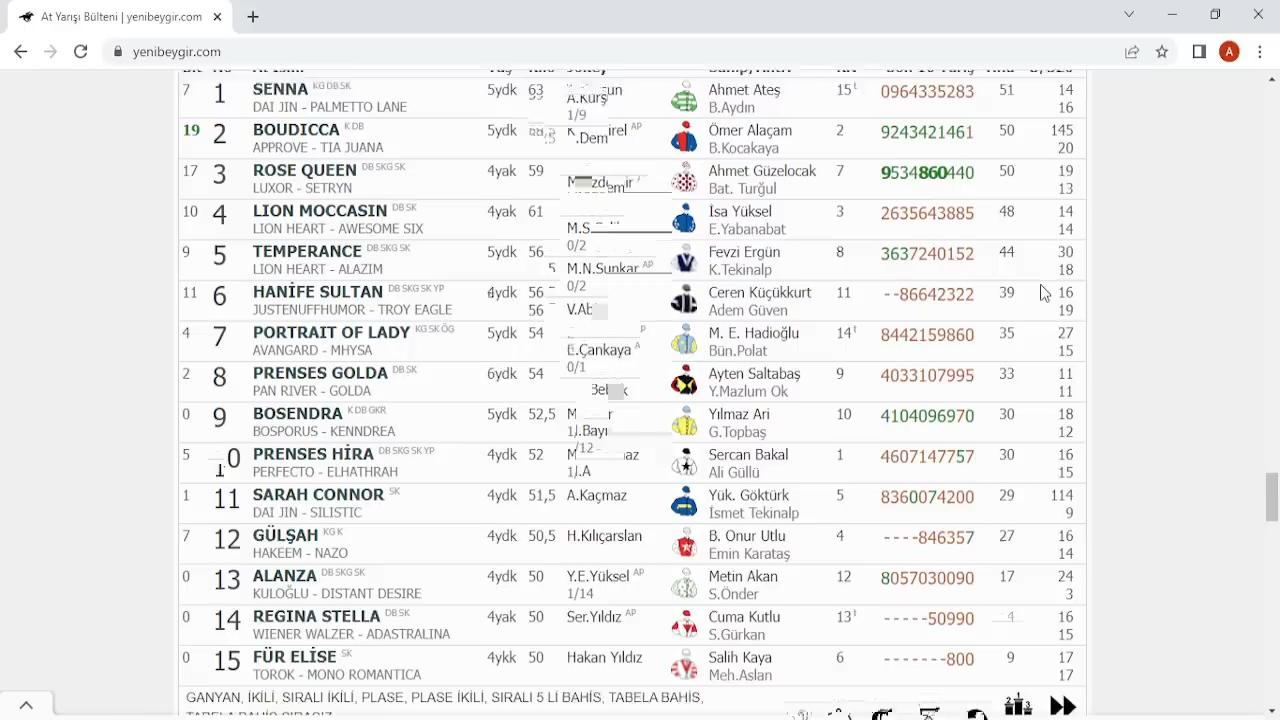 At Yarışı Bülteni | yenibeygir.com
yenibeygir.com
A
7 1 SENNA KG DB SK 5ydk 63 Ahmet Ateş 15 t 0964335283 51 14
DAI JIN - PALMETTO LANE 1/9 B.Aydın 16
19 2 BOUDICCA K DB 5ydk AP Ömer Alaçam 2 9243421461 50 145
APPROVE - TIA JUANA B.Kocakaya 20
17 3 ROSE QUEEN DB SKG SK 5yak 59 Ahmet Güzelocak 7 9534860440 50 19
LUXOR - SETRYN Bat. Turğul 13
10 4 LION MOCCASIN DB SK 4yak 61 İsa Yüksel 3 2635643885 48 14
LION HEART - AWESOME SIX 0/2 E.Yabanabat 14
9 5 TEMPERANCE DB SKG SK 5ydk 56 M.N.Sunkar AP Fevzi Ergün 8 3637240152 44 30
LION HEART - ALAZIM 0/2 K.Tekinalp 18
11 6 HANİFE SULTAN DB SKG SK YP 4ydk 56 Ceren Küçükkurt 11 --86642322 39 16
JUSTENUFFHUMOR - TROY EAGLE 56 Adem Güven 19
4 7 PORTRAIT OF LADY KG SK ÖG 5ydk 54 E.Çankaya M. E. Hadioğlu 14 t 8442159860 35 27
AVANGARD - MHYSA 0/1 Bün.Polat 15
2 8 PRENSES GOLDA DB SK 6ydk 54 Ayten Saltabaş 9 4033107995 33 11
PAN RIVER - GOLDA Y.Mazlum Ok 11
0 9 BOSENDRA K DB GKR 5ydk 52,5 Yılmaz Ari 10 4104096970 30 18
BOSPORUS - KENNDREA G.Topbaş 12
5 10 PRENSES HİRA DB SKG SK YP 4ydk 52 Sercan Bakal 1 4607147757 30 16
PERFECTO - ELHATHRAH Ali Güllü 15
1 11 SARAH CONNOR SK 4ydk 51,5 A.Kaçmaz Yük. Göktürk 5 8360074200 29 114
DAI JIN - SILISTIC İsmet Tekinalp 9
7 12 GÜLŞAH KG K 4ydk 50,5 H.Kılıçarslan B. Onur Utlu 4 ----846357 27 16
HAKEEM - NAZO Emin Karataş 14
0 13 ALANZA DB SKG SK 4ydk 50 Y.E.Yüksel AP Metin Akan 12 8057030090 17 24
KULOĞLU - DISTANT DESIRE 1/14 S.Önder 3
0 14 REGINA STELLA DB SK 4yak 50 Ser.Yıldız AP Cuma Kutlu 13 t -----50990 4 16
WIENER WALZER - ADASTRALINA S.Gürkan 15
0 15 FÜR ELİSE SK 4ykk 50 Hakan Yıldız Salih Kaya 6 -------800 9 17
TOROK - MONO ROMANTICA Meh.Aslan 17
GANYAN, İKİLİ, SIRALI İKİLİ, PLASE, PLASE İKİLİ, SIRALI 5 Lİ BAHİS, TABELA BAHİS,